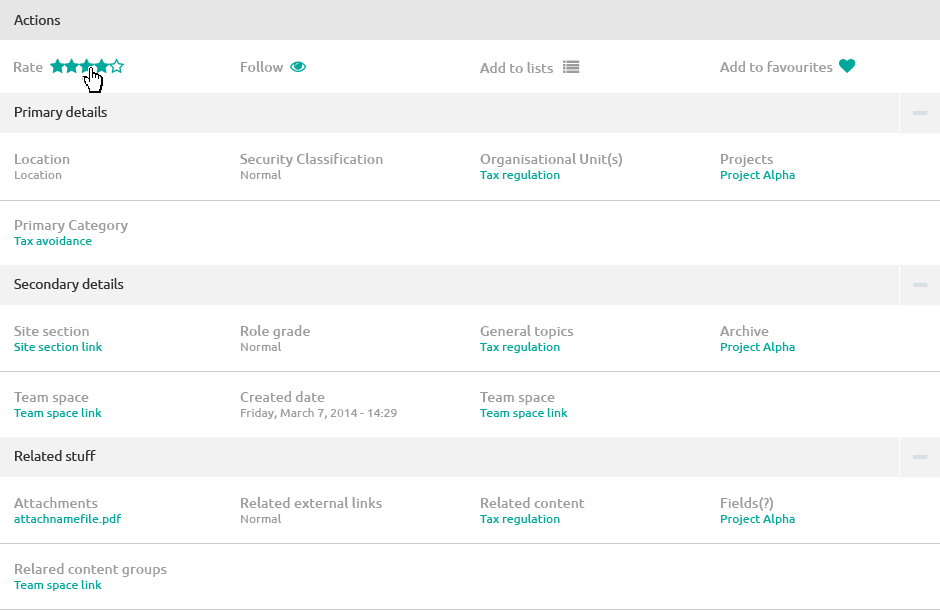 Actions
Rate Follow Add to lists Add to favourites
Primary details
Location Security Classification Organisational Unit(s) Projects
Location Normal Tax regulation Project Alpha
Primary Category
Tax avoidance
Secondary details
Site section Role grade General topics Archive
Site section link Normal Tax regulation Project Alpha
Team space Created date Team space
Team space link Friday, March 7, 2014 - 14:29 Team space link
Related stuff
Attachments Related external links Related content Fields(?)
attachnamefile.pdf Normal Tax regulation Project Alpha
Relared content groups
Team space link